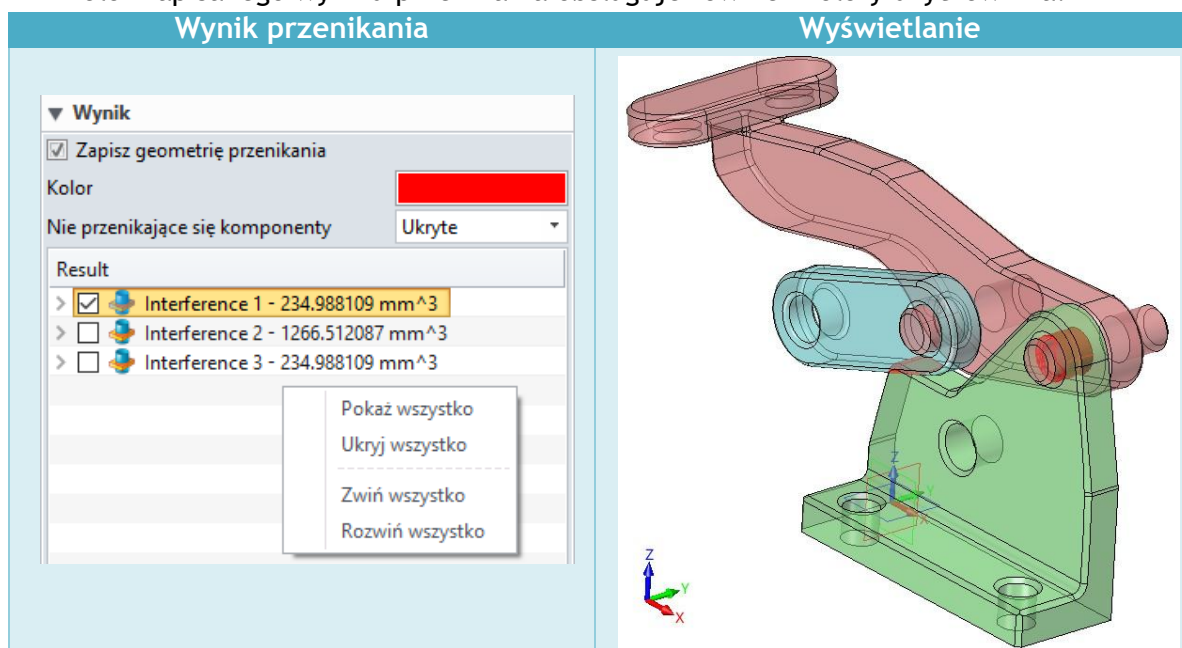 Wynik przenikania
Wyświetlanie
Wynik
Zapisz geometrię przenikania
Kolor
Nie przenikające się komponenty Ukryte
Result
Interference 1 - 234.988109 mm^3
Interference 2 - 1266.512087 mm^3
Interference 3 - 234.988109 mm^3
Pokaż wszystko
Ukryj wszystko
Zwiń wszystko
Rozwiń wszystko
Z
Y
X
Z
Y
X